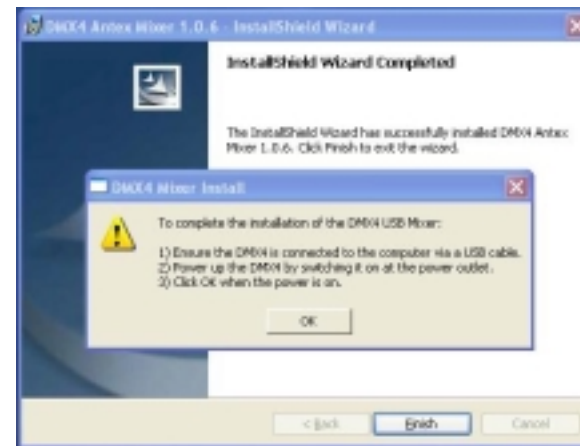 DMX4 Antex Mixer 1.0.6 - InstallShield Wizard
InstallShield Wizard Completed
The InstallShield Wizard has successfully installed DMX4 Antex
Mixer 1.0.6. Click Finish to exit the wizard.
DMX4 Mixer Install
To complete the installation of the DMX4 USB Mixer:
1) Ensure the DMX4 is connected to the computer via a USB cable.
2) Power up the DMX4 by switching it on at the power outlet.
3) Click OK when the power is on.
OK
< Back Finish Cancel